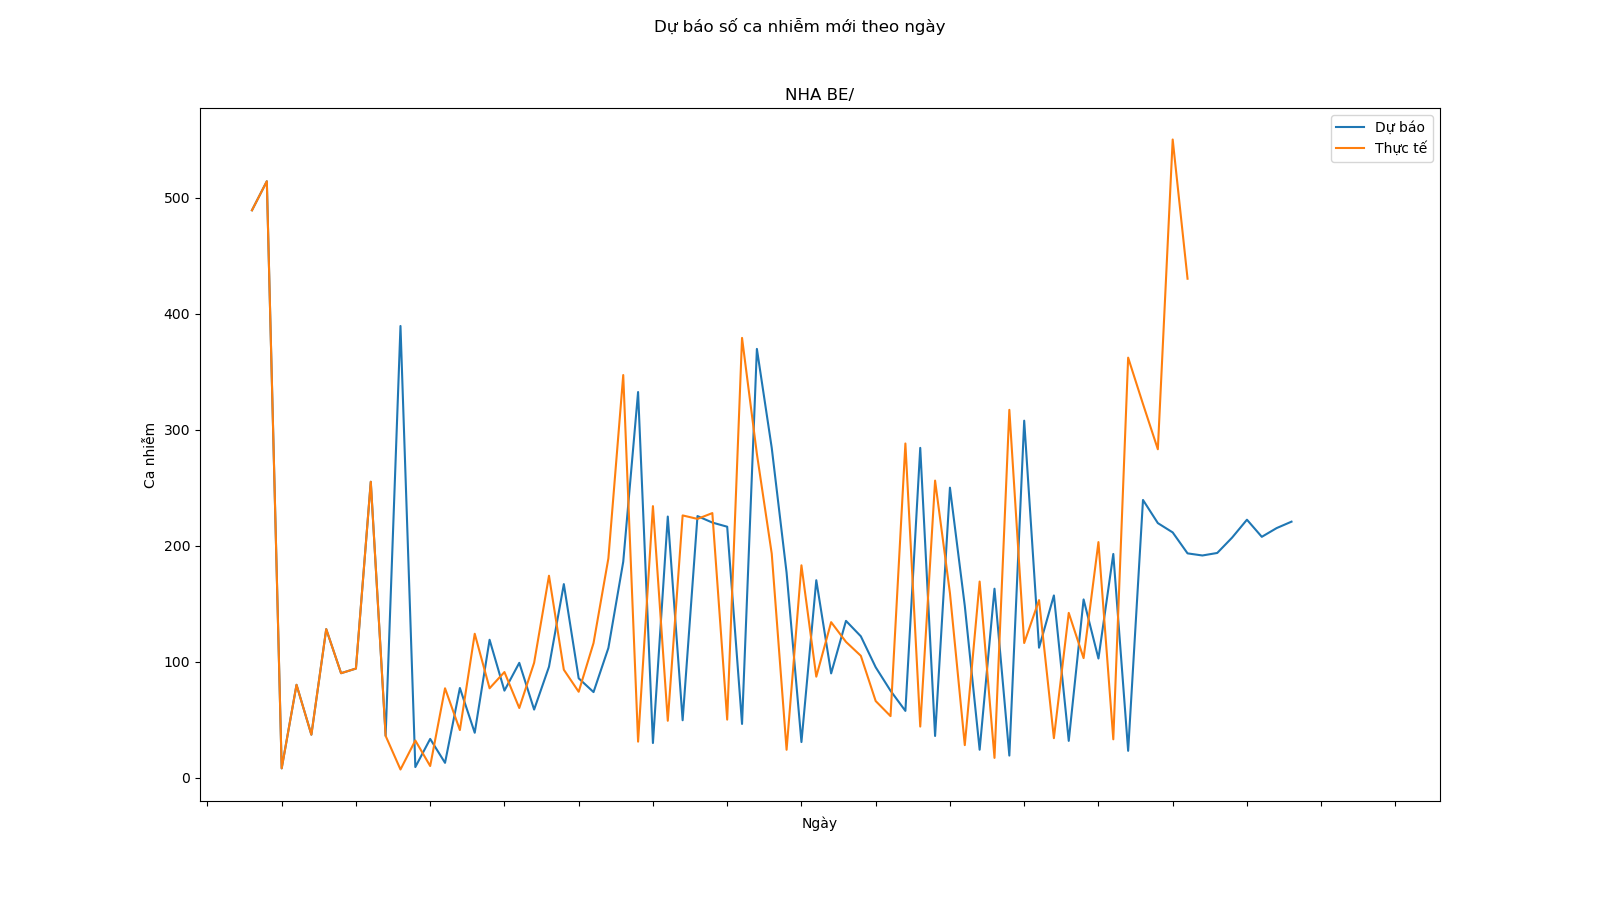 Dự báo số ca nhiễm mới theo ngày
NHA BE/
Dự báo
Thực tế
500
400
300
200
100
0
Ca nhiễm
Ngày